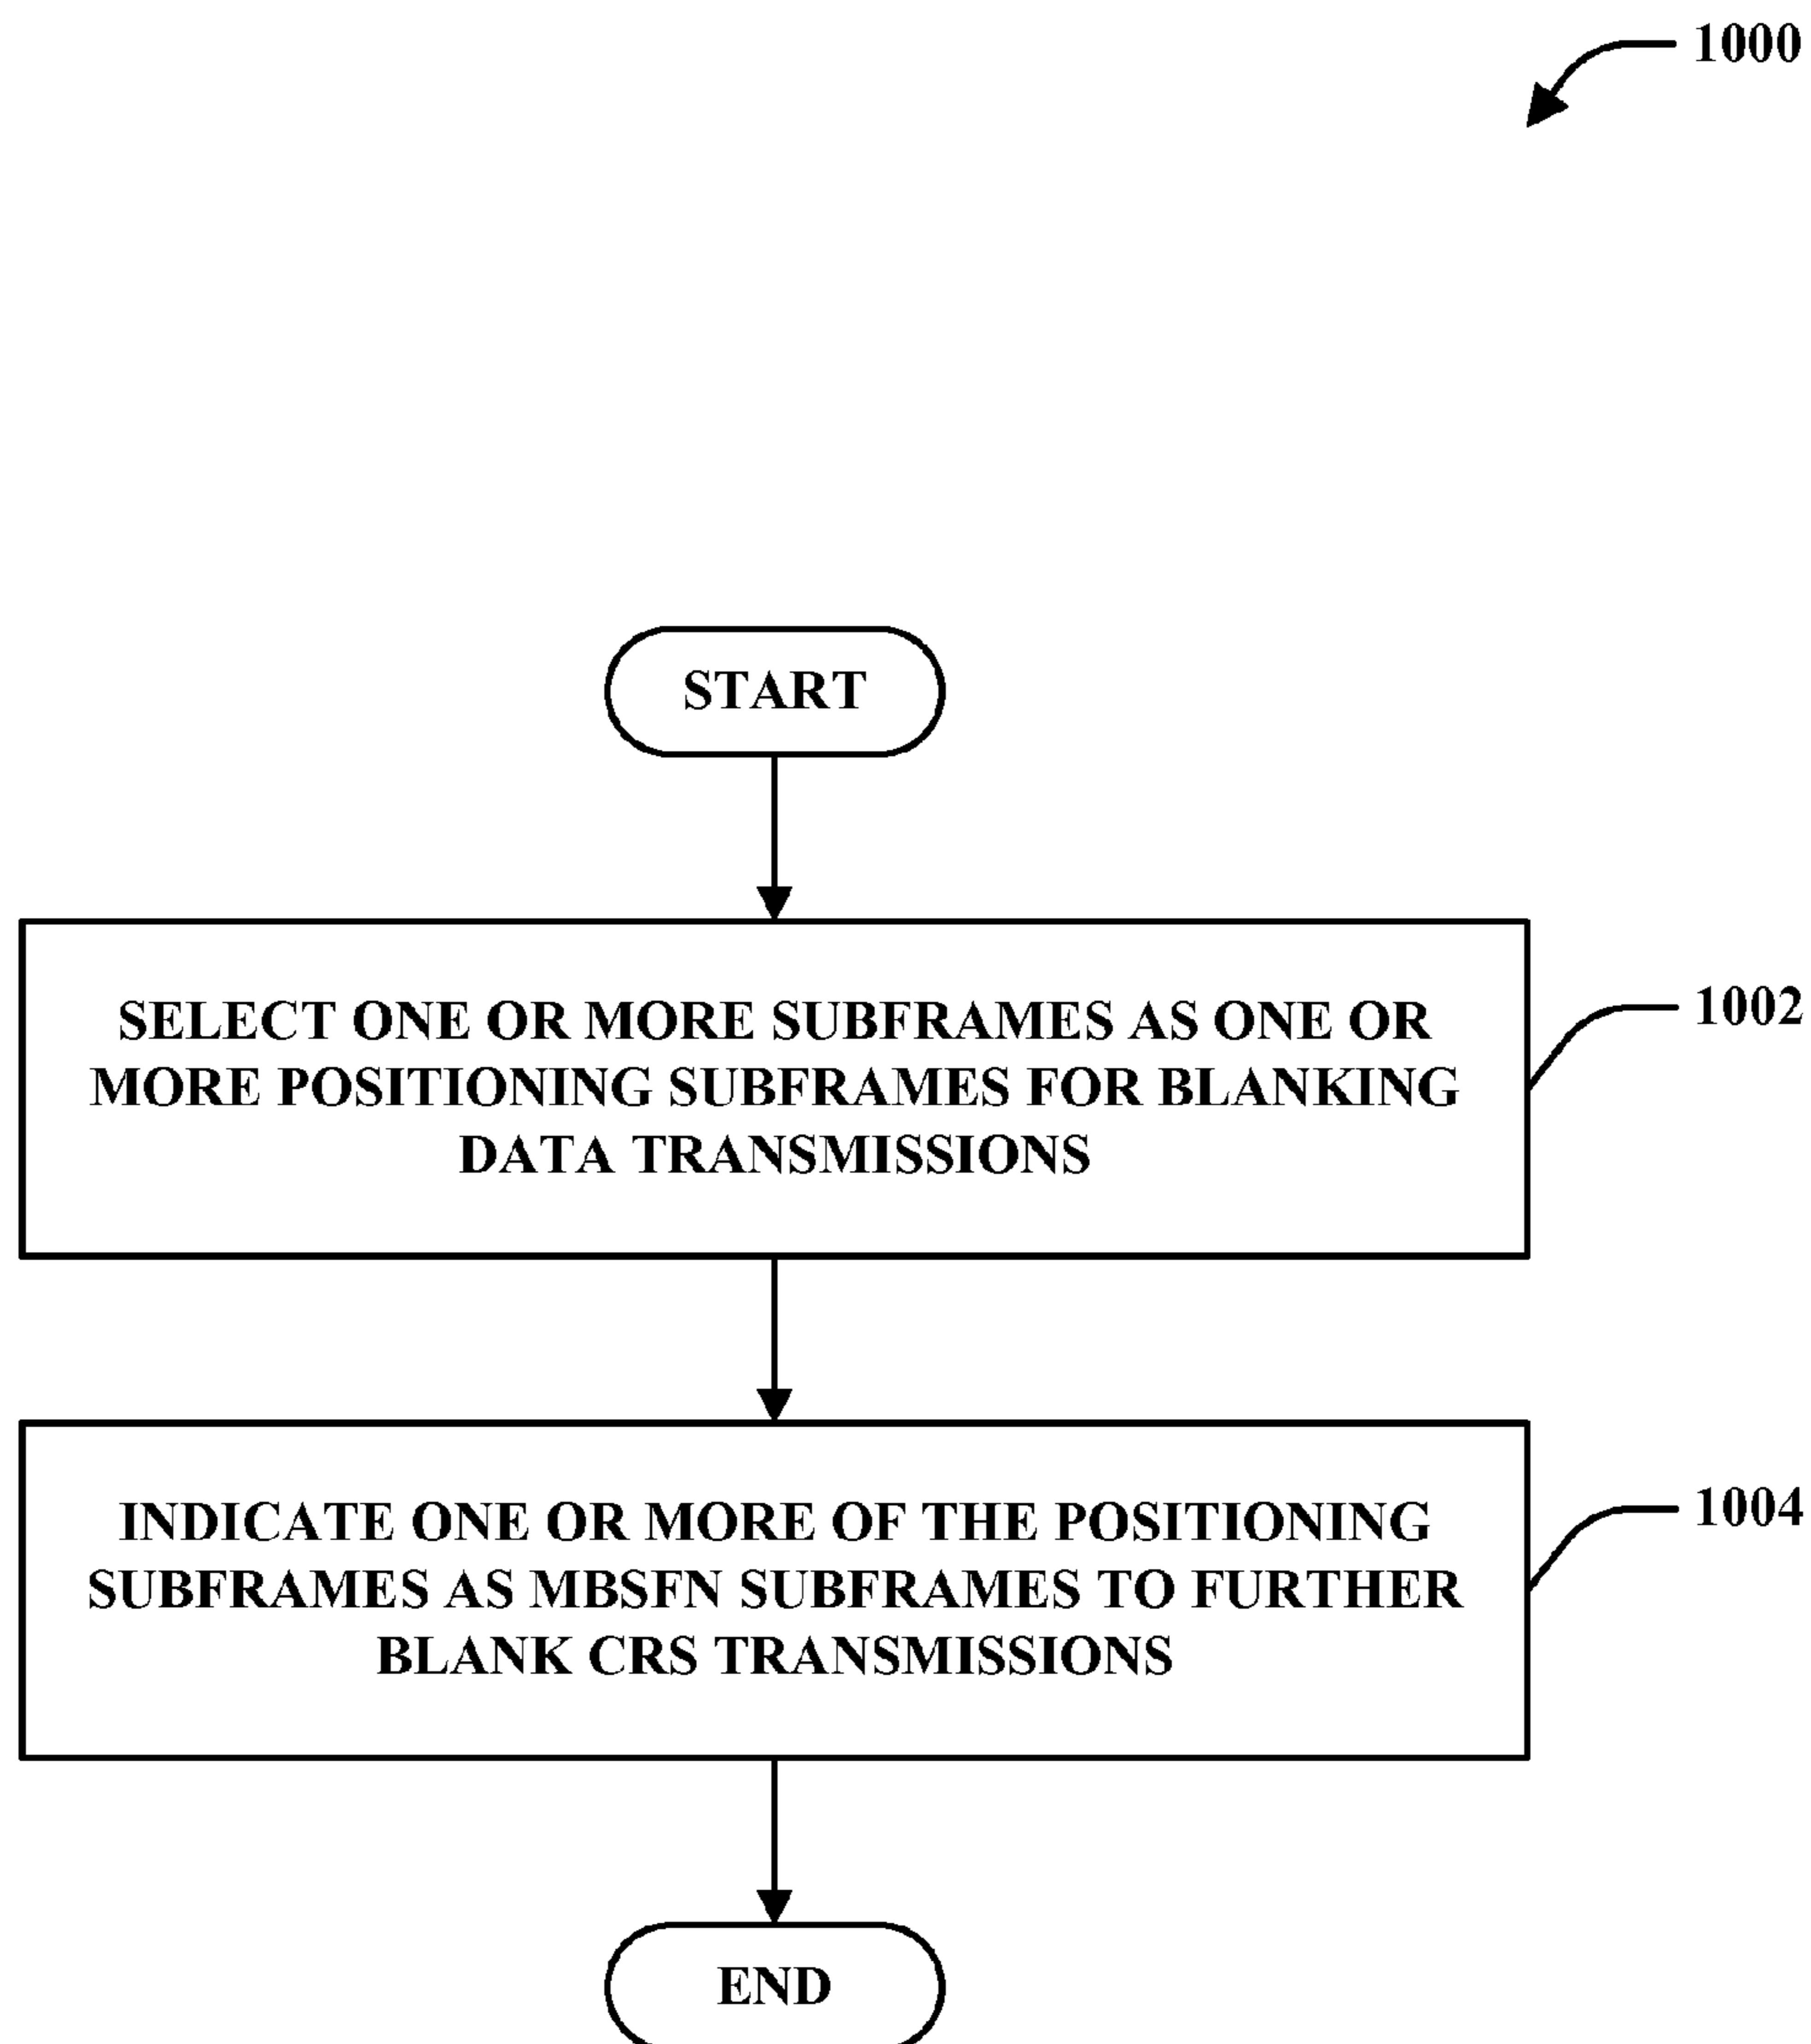 1000
START
SELECT ONE OR MORE SUBFRAMES AS ONE OR
MORE POSITIONING SUBFRAMES FOR BLANKING
DATA TRANSMISSIONS
1002
INDICATE ONE OR MORE OF THE POSITIONING
SUBFRAMES AS MBSFN SUBFRAMES TO FURTHER
BLANK CRS TRANSMISSIONS
1004
END